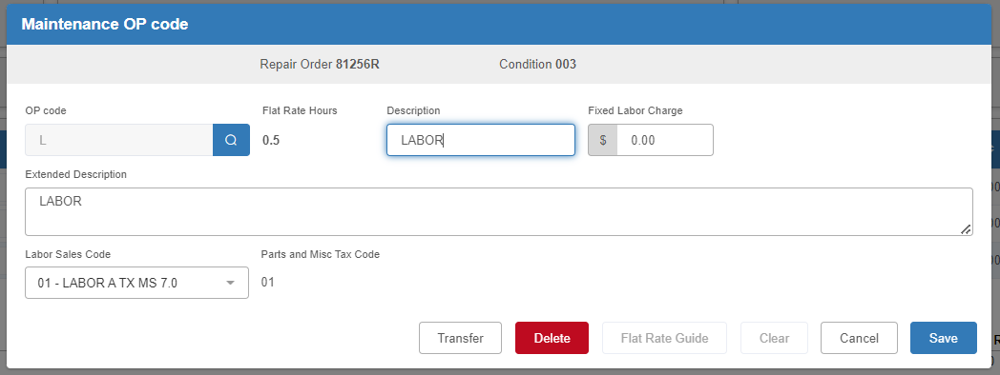 Maintenance OP code
Repair Order 81256R Condition 003
OP code Flat Rate Hours Description Fixed Labor Charge
L 0.5 LABOR $ 0.00
Extended Description
LABOR
Labor Sales Code Parts and Misc Tax Code
01 - LABOR A TX MS 7.0 01
Transfer Delete Flat Rate Guide Clear Cancel Save